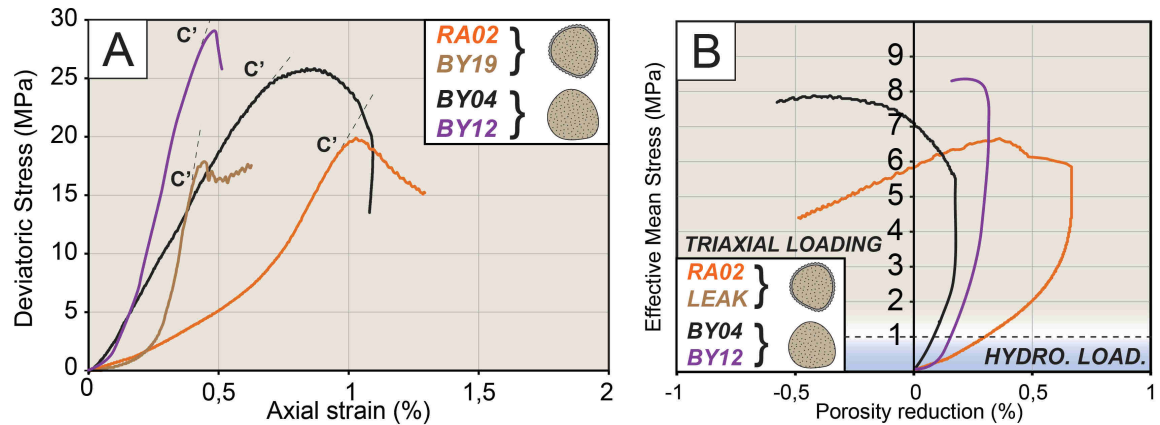 A
Deviatoric Stress (MPa)
30
25
20
15
10
5
0
0
0,5
1
1,5
2
Axial strain (%)
C'
C'
C'
C'
RA02
BY19
}
BY04
BY12
}
B
Effective Mean Stress (MPa)
9
8
7
6
5
4
3
2
1
-1
-0,5
0
0,5
1
Porosity reduction (%)
TRIAXIAL LOADING
RA02
LEAK
}
BY04
BY12
}
HYDRO. LOAD.